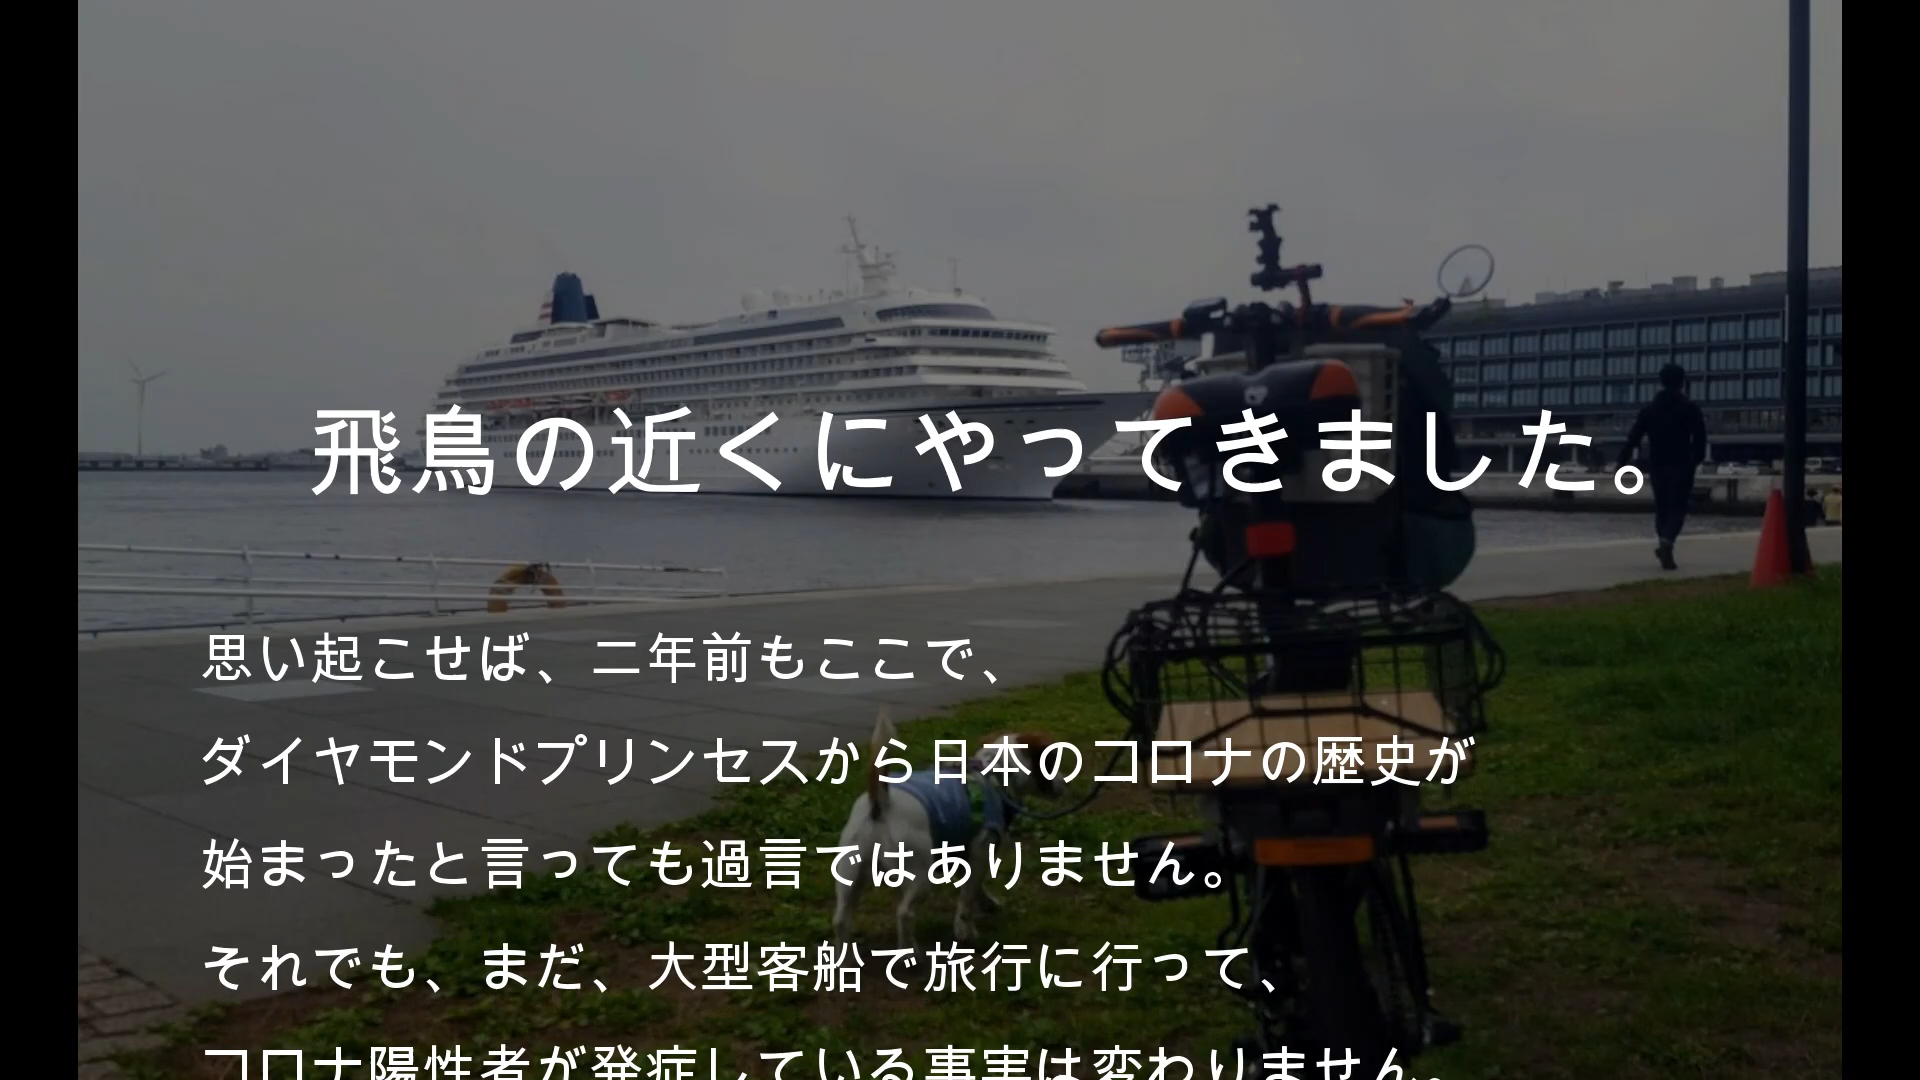 飛鳥の近くにやってきました。
思い起こせば、二年前もここで、
ダイヤモンドプリンセスから日本のコロナの歴史が
始まったと言っても過言ではありません。
それでも、まだ、大型客船で旅行に行って、
コロナ陽性者が発症している事実は変わりません。